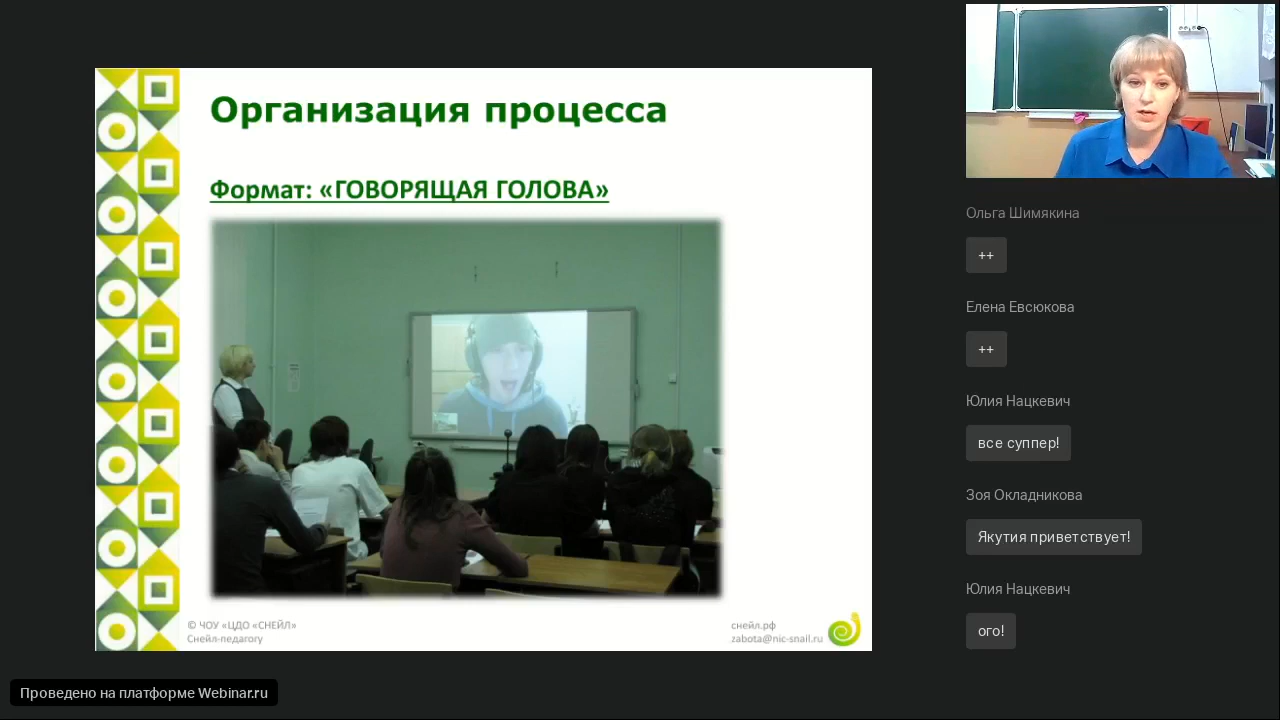 Организация процесса
Формат: «ГОВОРЯЩАЯ ГОЛОВА»
© ЧОУ «ЦДО «СНЕЙЛ»
Снейл-педагогу
снейл.рф
zabota@nic-snail.ru
Проведено на платформе Webinar.ru
Ольга Шимякина
++
Елена Евсюкова
++
Юлия Нацкевич
все суппер!
Зоя Окладникова
Якутия приветствует!
Юлия Нацкевич
ого!